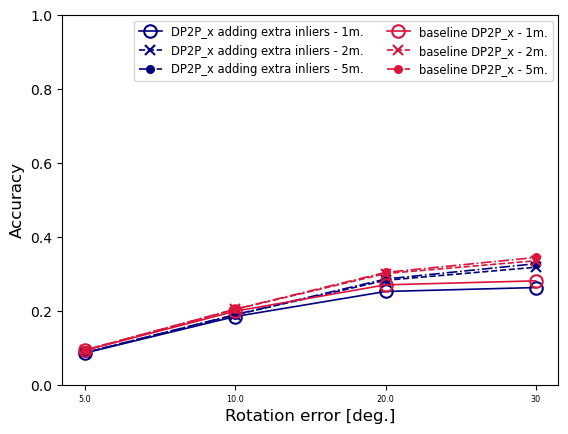 DP2P_x adding extra inliers - 1m.
DP2P_x adding extra inliers - 2m.
DP2P_x adding extra inliers - 5m.
baseline DP2P_x - 1m.
baseline DP2P_x - 2m.
baseline DP2P_x - 5m.
Accuracy
1.0
0.8
0.6
0.4
0.2
0.0
5.0 10.0 20.0 30
Rotation error [deg.]